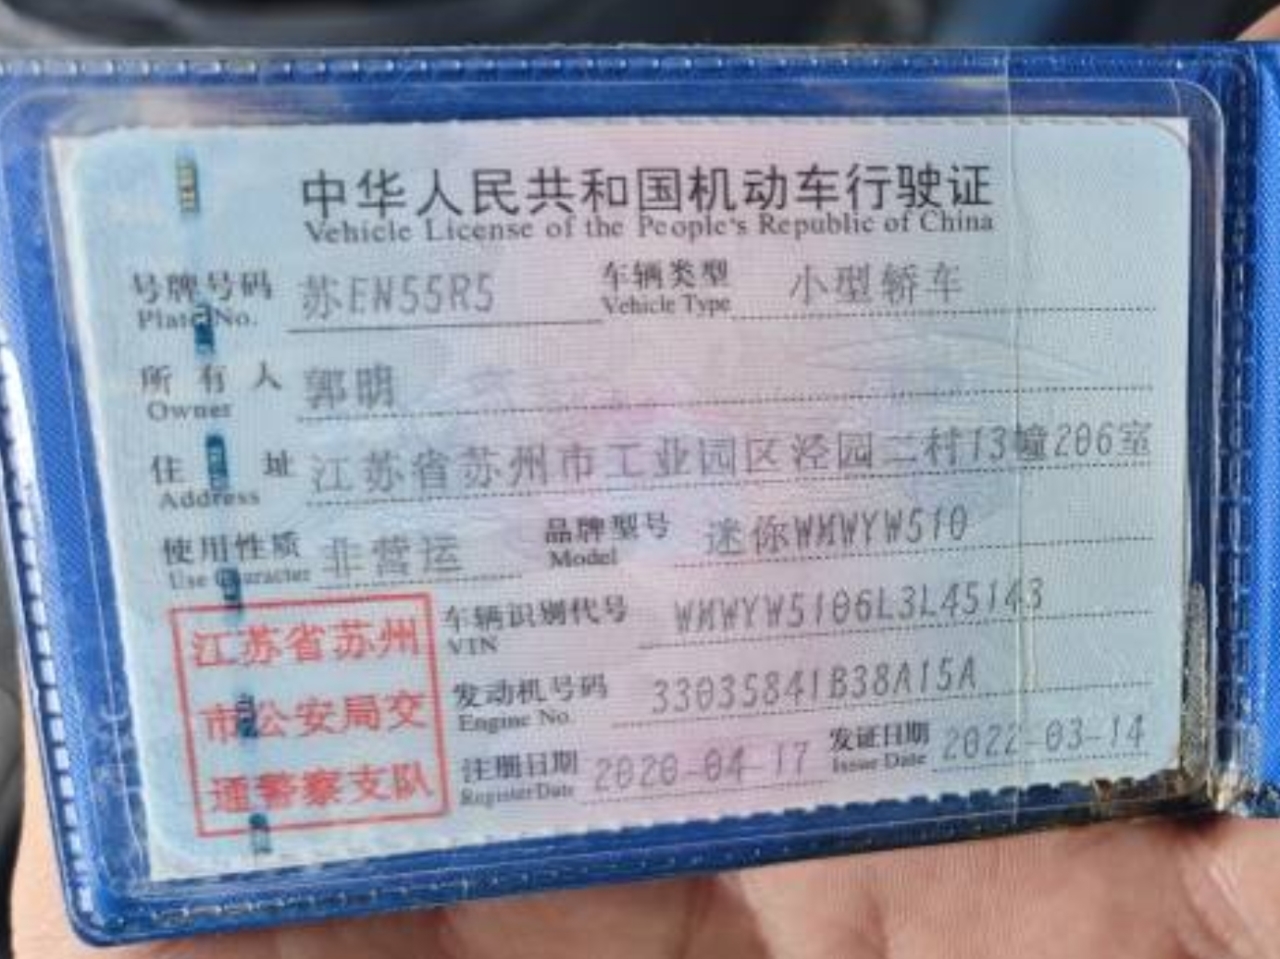 中华人民共和国机动车行驶证
Vehicle License of the People's Republic of China
号牌号码 苏EN55R5 车辆类型 小型轿车
Plate No. Vehicle Type
所有人 郭明
Owner
住址 江苏省苏州市工业园区泾园二村13幢206室
Address
使用性质 非营运 品牌型号 迷你WMWYW510
Use Character Model
江苏省苏州
市公安局交
通警察支队
车辆识别代号 WMWYW5106L3L45143
VIN
发动机号码 33035841B38A15A
Engine No.
注册日期 2020-04-17 发证日期 2022-03-14
Register Date Issue Date